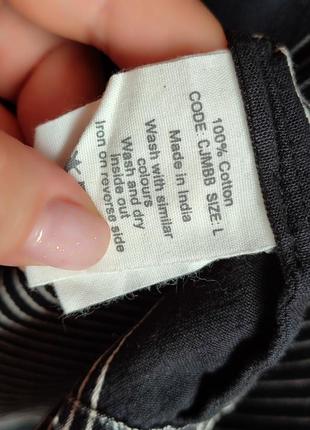 100% Cotton
CODE: CJMBB SIZE: L
Made in India
Wash with similar
colours
Wash and dry
inside out
Iron on reverse side